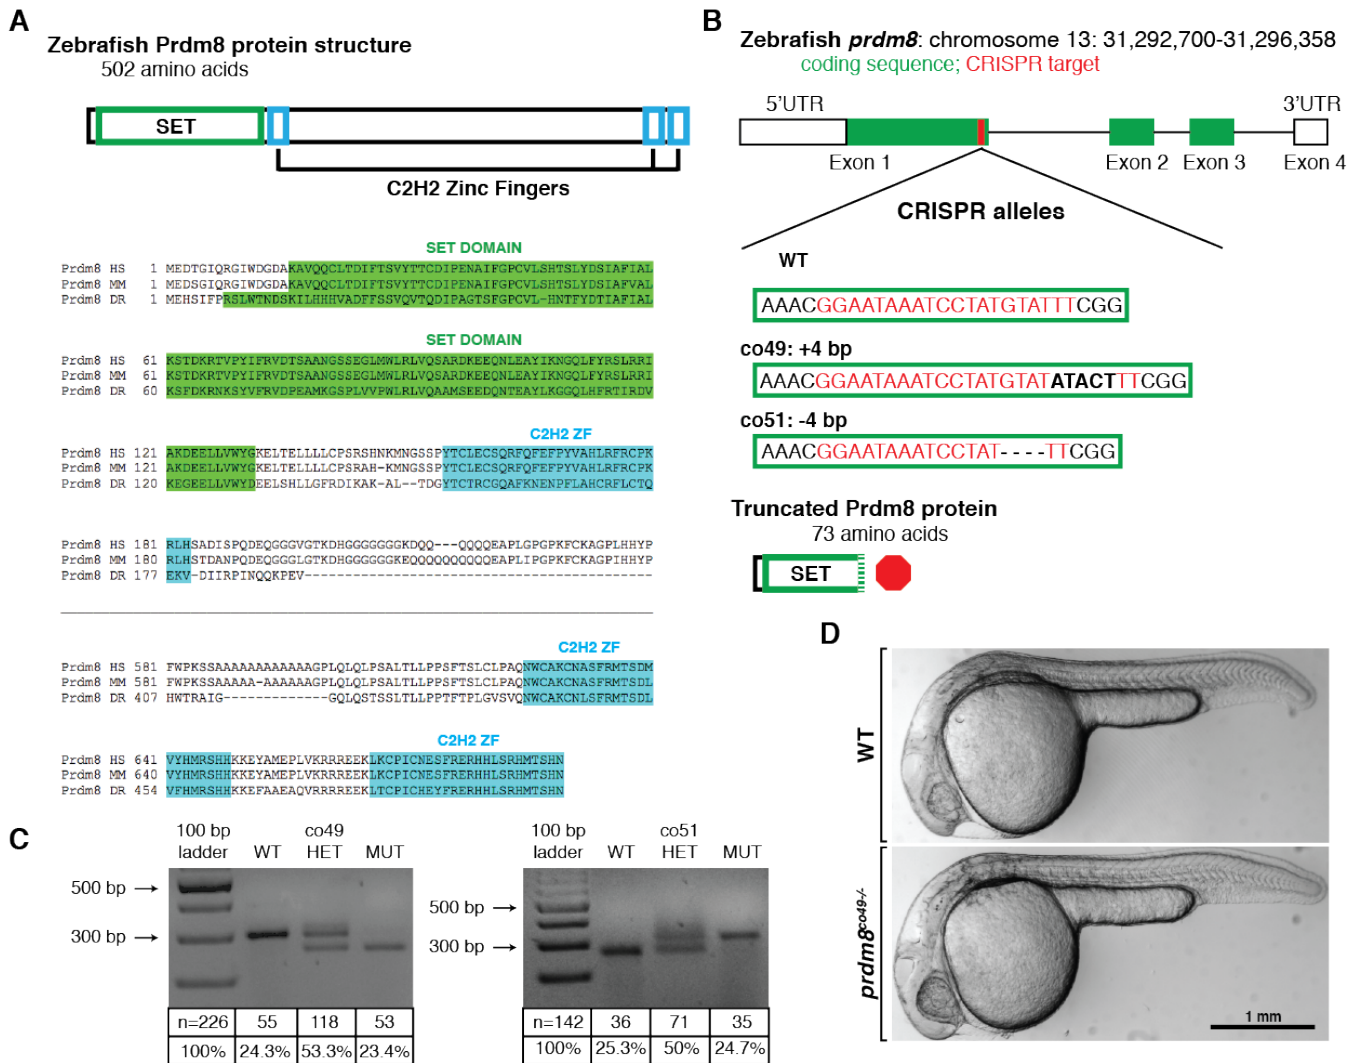 A
Zebrafish Prdm8 protein structure
502 amino acids
SET
C2H2 Zinc Fingers
SET DOMAIN
Prdm8 HS 1 MEDTGIQRGIWDGDAKAVQQCLTDIFTSVYTTCDIPENAIFGPCVLSHTSLYDSIAFIAL
Prdm8 MM 1 MEDSGIQRGIWDGDAKAVQQCLTDIFTSVYTTCDIPENAIFGPCVLSHTSLYDSIAFVAL
Prdm8 DR 1 MEHSIFPRSLWTNDSKILHHHVADFFSSVQVTQDIPAGTSFGPCVL-HNTFYDTIAFIAL
SET DOMAIN
Prdm8 HS 61 KSTDKRTVPYIFRVDTSAANGSSEGLMWLRLVQSARDKEEQNLEAYIKNGQLFYRSLRRI
Prdm8 MM 61 KSTDKRTVPYIFRVDTSAANGSSEGLMWLRLVQSARDKEEQNLEAYIKNGQLFYRSLRRI
Prdm8 DR 60 KSFDKRNKSYVFRVDPEAMKGSPLVVPWLRLVQAAMSEEDQNTEAYLKGGQLHFRTIRDV
C2H2 ZF
Prdm8 HS 121 AKDEELLVWYGKELTELLLLCPSRSHNKMNGSSPYTCLECSQRFQFEFPYVAHLRFRCPK
Prdm8 MM 121 AKDEELLVWYGKELTELLLLCPSRAH-KMNGSSPYTCLECSQRFQFEFPYVAHLRFRCPK
Prdm8 DR 120 KEGEELLVWYDEELSHLLGFRDIKAK-AL--TDGYTCTRCGQAFKNENPFLAHCRFLCTQ
Prdm8 HS 181 RLHSADISPQDEQGGGVGTKDHGGGGGGGKDQQ---QQQQEAPLGPGPKFCKAGPLHHYP
Prdm8 MM 180 RLHSTDANPQDEQGGGLGTKDHGGGGGGGKEQQQQQQQQQEAPLIPGPKFCKAGPIHHYP
Prdm8 DR 177 EKV-DIIRPINQQKPEV-------------------------------------------
C2H2 ZF
Prdm8 HS 581 FWPKSSAAAAAAAAAAAAGPLQLQLPSALTLLPPSFTSLCLPAQNWCAKCNASFRMTSDM
Prdm8 MM 581 FWPKSSAAAAA-AAAAAAGPLQLQLPSALTLLPPSFTSLCLPAQNWCAKCNASFRMTSDL
Prdm8 DR 407 HWTRAIG-------------GQLQSTSSLTLLPPTFTPLGVSVQNWCAKCNLSFRMTSDL
C2H2 ZF
Prdm8 HS 641 VYHMRSHHKKEYAMEPLVKRRREEKLKCPICNESFRERHHLSRHMTSHN
Prdm8 MM 640 VYHMRSHHKKEYAMEPLVKRRREEKLKCPICNESFRERHHLSRHMTSHN
Prdm8 DR 454 VFHMRSHHKKEFAAEAQVRRRREEKLTCPICHEYFRERHHLSRHMTSHN
B
Zebrafish prdm8: chromosome 13: 31,292,700-31,296,358
coding sequence; CRISPR target
5'UTR 3'UTR
Exon 1 Exon 2 Exon 3 Exon 4
CRISPR alleles
WT
AAACGGAATAAATCCTATGTATTTCGG
co49: +4 bp
AAACGGAATAAATCCTATGTATATACTTTCGG
co51: -4 bp
AAACGGAATAAATCCTAT----TTCGG
Truncated Prdm8 protein
73 amino acids
SET
C
100 bp ladder WT co49 HET MUT
500 bp
300 bp
n=226 55 118 53
100% 24.3% 53.3% 23.4%
100 bp ladder WT co51 HET MUT
500 bp
300 bp
n=142 36 71 35
100% 25.3% 50% 24.7%
D
WT
prdm8co49-/-
1 mm